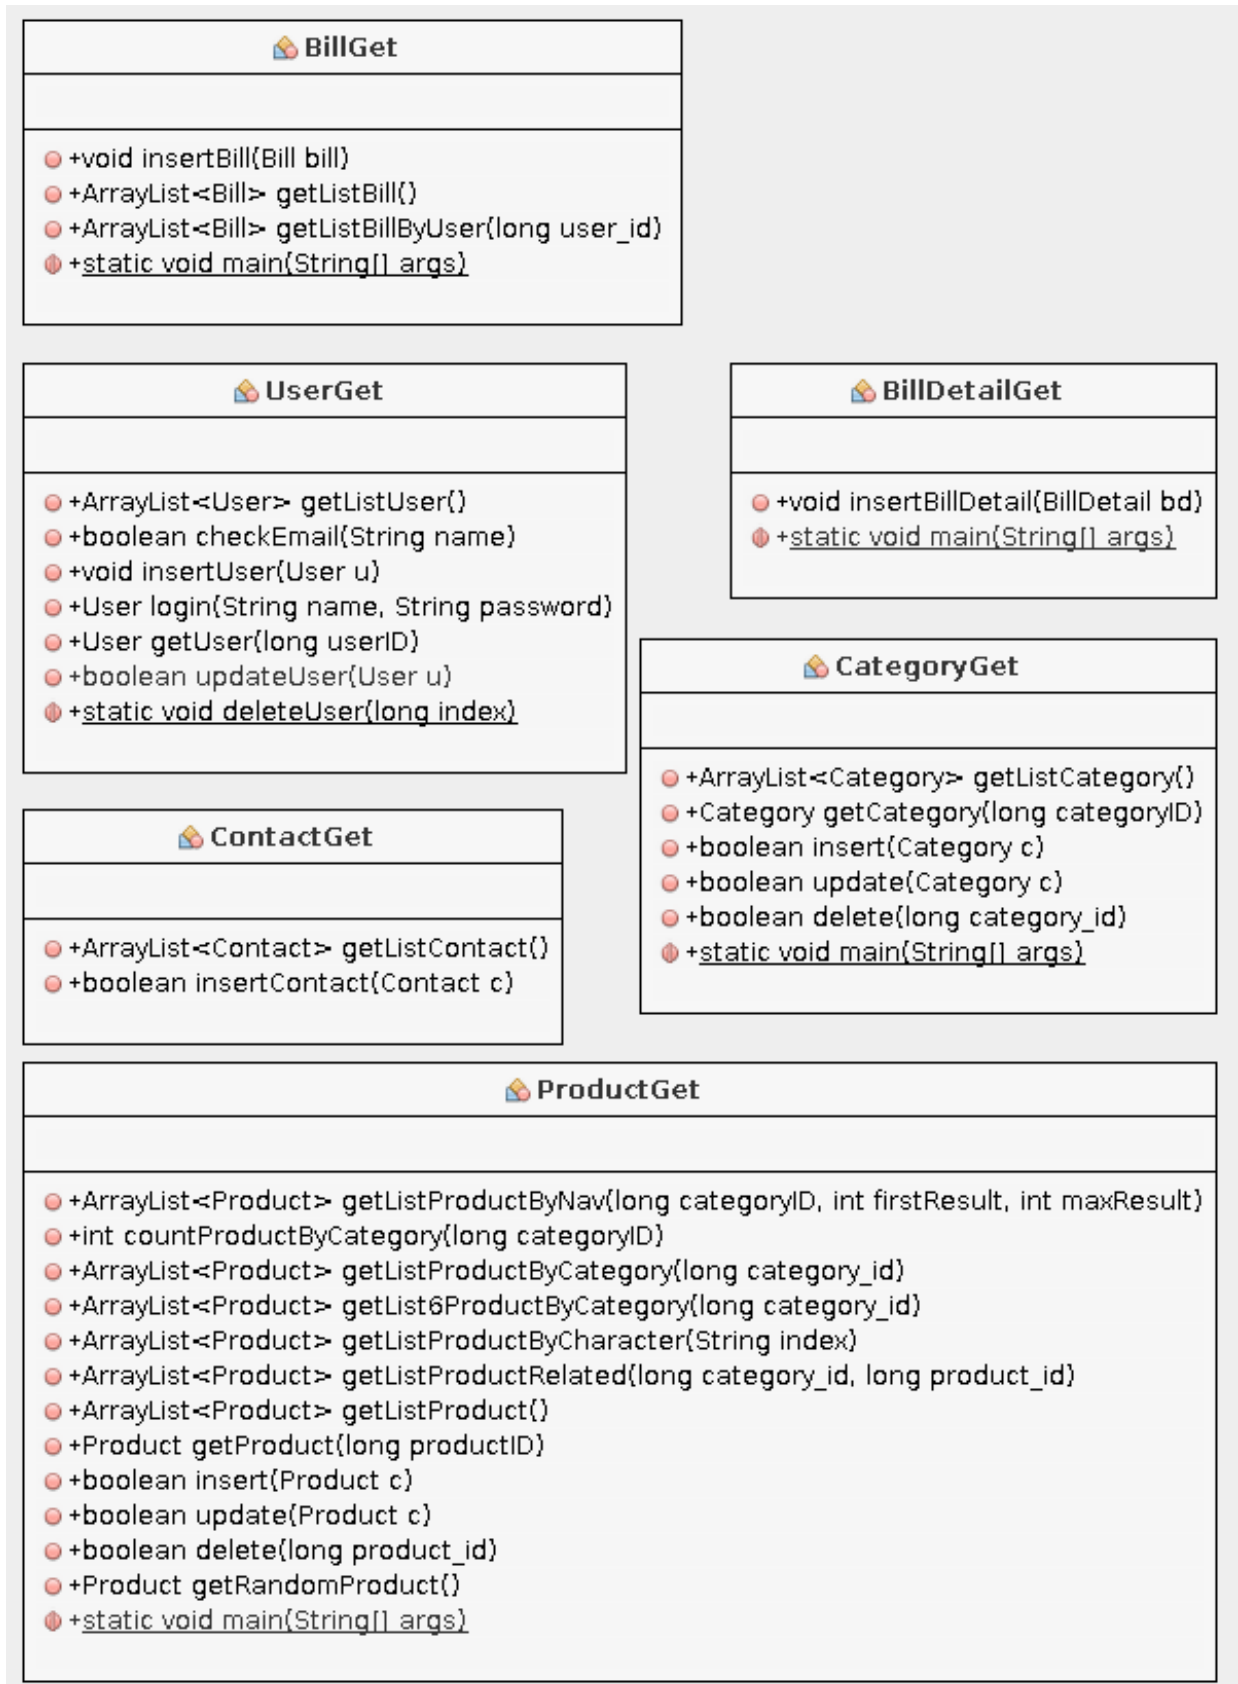 BillGet
+void insertBill(Bill bill)
+ArrayList<Bill> getListBill()
+ArrayList<Bill> getListBillByUser(long user_id)
+static void main(String[] args)
UserGet
+ArrayList<User> getListUser()
+boolean checkEmail(String name)
+void insertUser(User u)
+User login(String name, String password)
+User getUser(long userID)
+boolean updateUser(User u)
+static void deleteUser(long index)
BillDetailGet
+void insertBillDetail(BillDetail bd)
+static void main(String[] args)
CategoryGet
+ArrayList<Category> getListCategory()
+Category getCategory(long categoryID)
+boolean insert(Category c)
+boolean update(Category c)
+boolean delete(long category_id)
+static void main(String[] args)
ContactGet
+ArrayList<Contact> getListContact()
+boolean insertContact(Contact c)
ProductGet
+ArrayList<Product> getListProductByNav(long categoryID, int firstResult, int maxResult)
+int countProductByCategory(long categoryID)
+ArrayList<Product> getListProductByCategory(long category_id)
+ArrayList<Product> getList6ProductByCategory(long category_id)
+ArrayList<Product> getListProductByCharacter(String index)
+ArrayList<Product> getListProductRelated(long category_id, long product_id)
+ArrayList<Product> getListProduct()
+Product getProduct(long productID)
+boolean insert(Product c)
+boolean update(Product c)
+boolean delete(long product_id)
+Product getRandomProduct()
+static void main(String[] args)